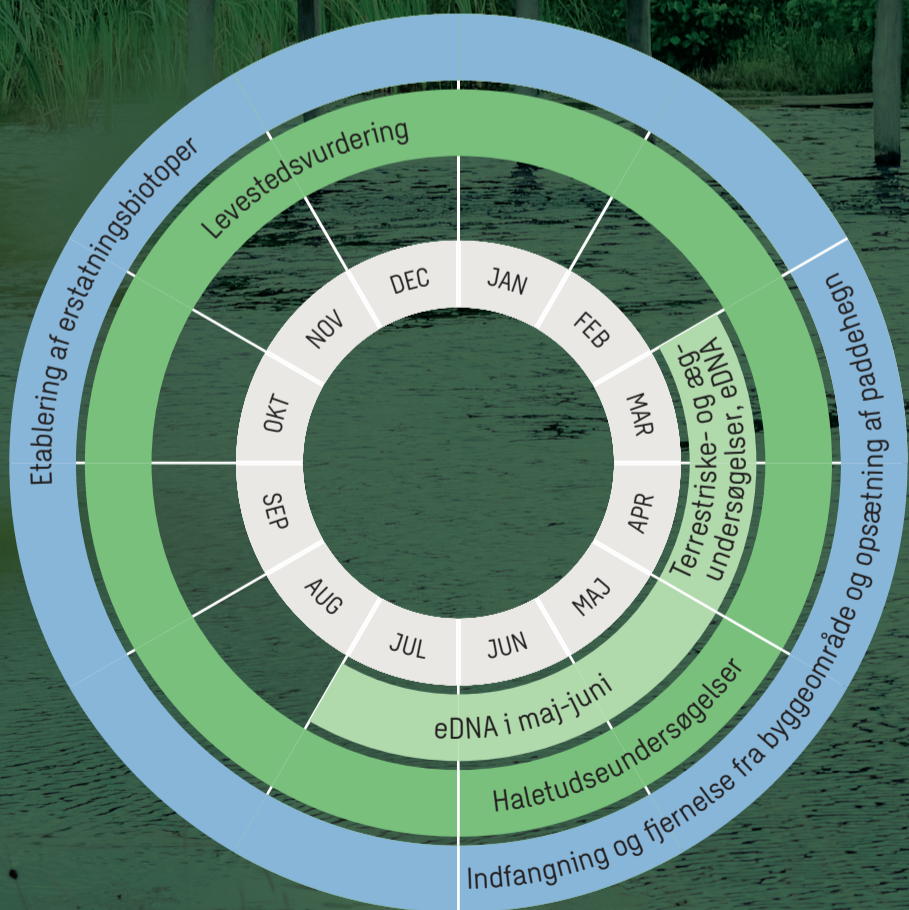 Etablering af erstatningsbiotoper
Levestedsvurdering
JAN
FEB
MAR
APR
MAJ
JUN
JUL
AUG
SEP
OKT
NOV
DEC
Terrestriske- og æg-
undersøgelser, eDNA
eDNA i maj-juni
Haletudseundersøgelser
Indfangning og fjernelse fra byggeområde og opsætning af paddehegn